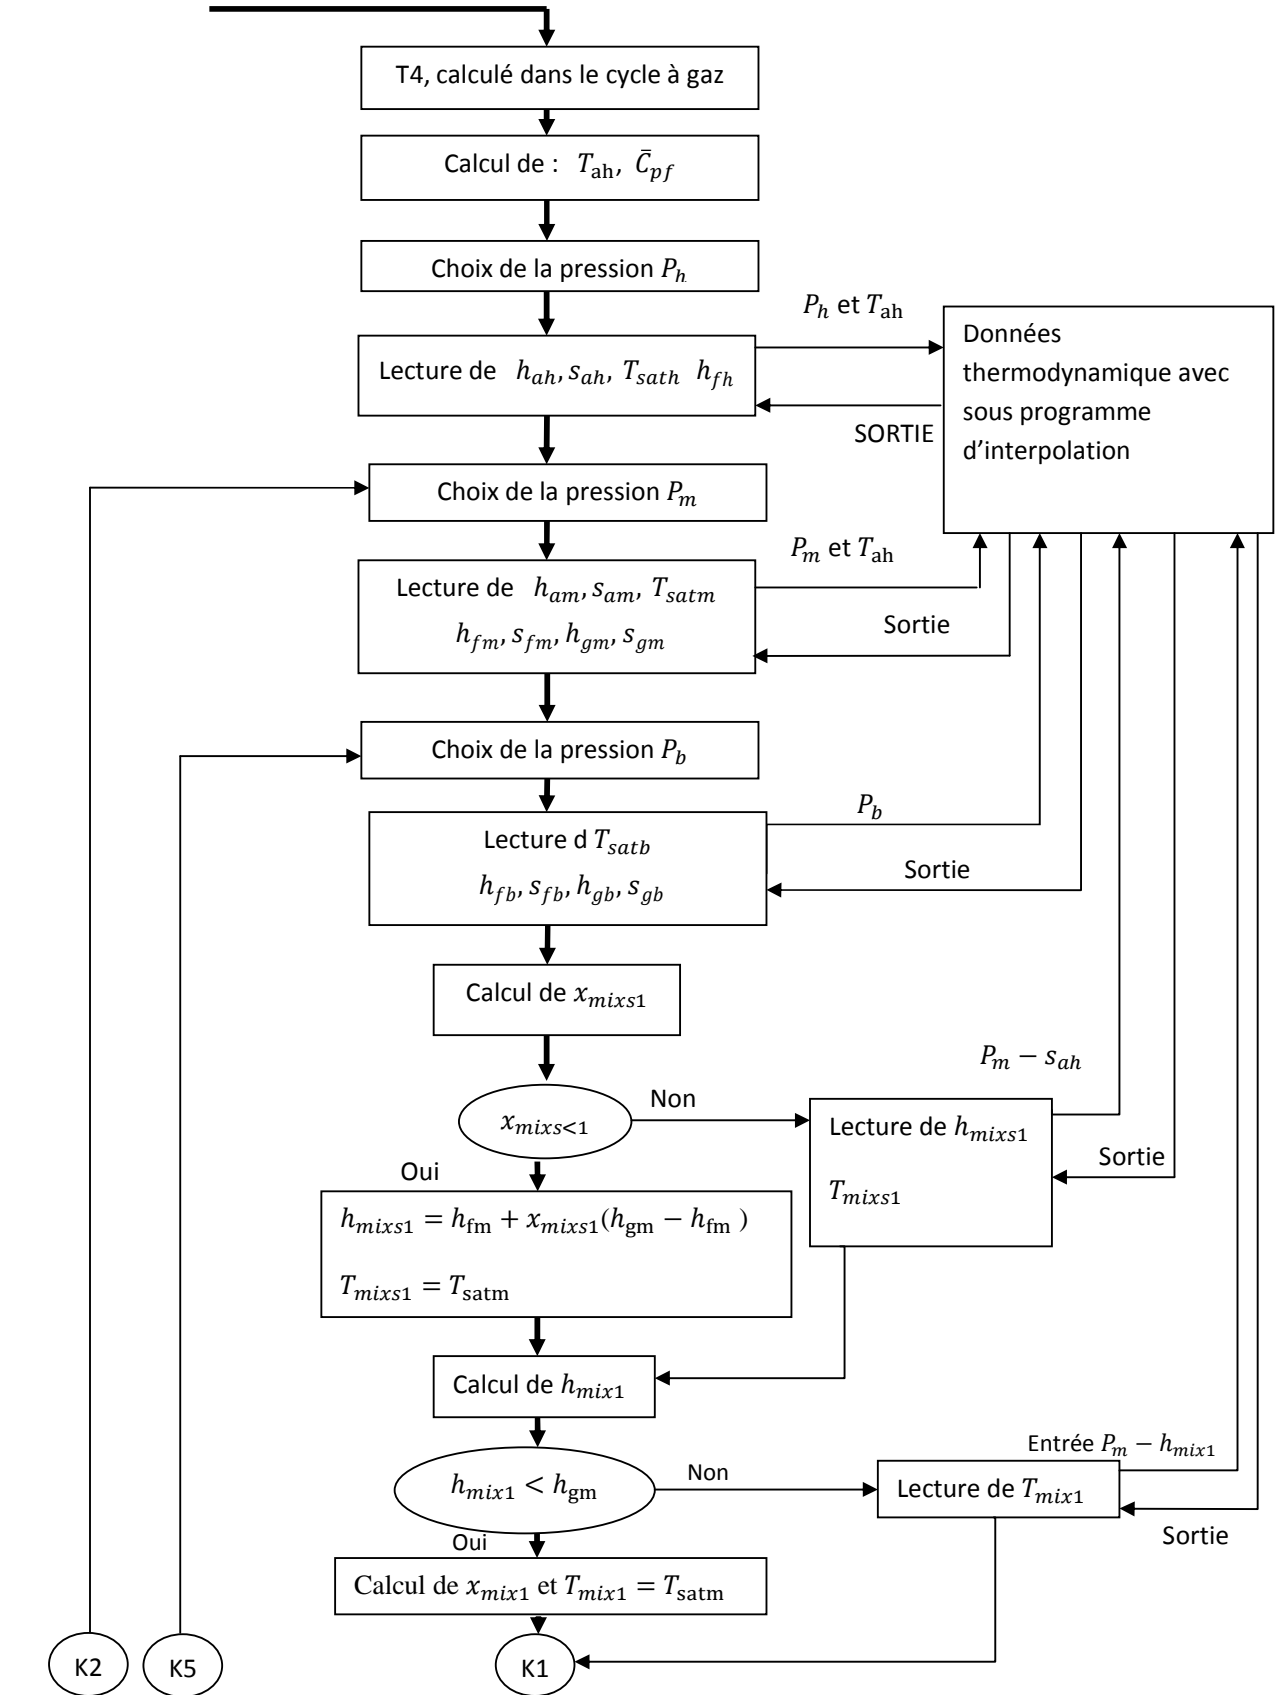 T4, calculé dans le cycle à gaz
Calcul de : T_ah, C̄_pf
Choix de la pression P_h
P_h et T_ah
Lecture de h_ah, s_ah, T_sath h_fh
SORTIE
Données
thermodynamique avec
sous programme
d’interpolation
Choix de la pression P_m
P_m et T_ah
Lecture de h_am, s_am, T_satm
h_fm, s_fm, h_gm, s_gm
Sortie
Choix de la pression P_b
P_b
Lecture d T_satb
h_fb, s_fb, h_gb, s_gb
Sortie
Calcul de x_mixs1
P_m − s_ah
x_mixs<1
Non
Lecture de h_mixs1
T_mixs1
Sortie
Oui
h_mixs1 = h_fm + x_mixs1(h_gm − h_fm )
T_mixs1 = T_satm
Calcul de h_mix1
Entrée P_m − h_mix1
h_mix1 < h_gm
Non
Lecture de T_mix1
Sortie
Oui
Calcul de x_mix1 et T_mix1 = T_satm
K2
K5
K1